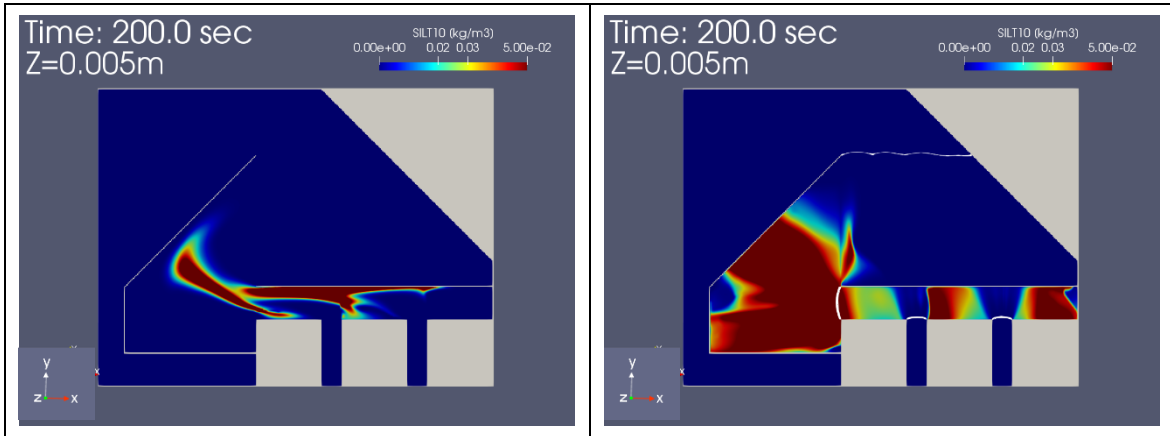 Time: 200.0 sec
Z=0.005m
SILT10 (kg/m3)
0.00e+00 0.02 0.03 5.00e-02
y
z x
x
Time: 200.0 sec
Z=0.005m
SILT10 (kg/m3)
0.00e+00 0.02 0.03 5.00e-02
y
z x
x